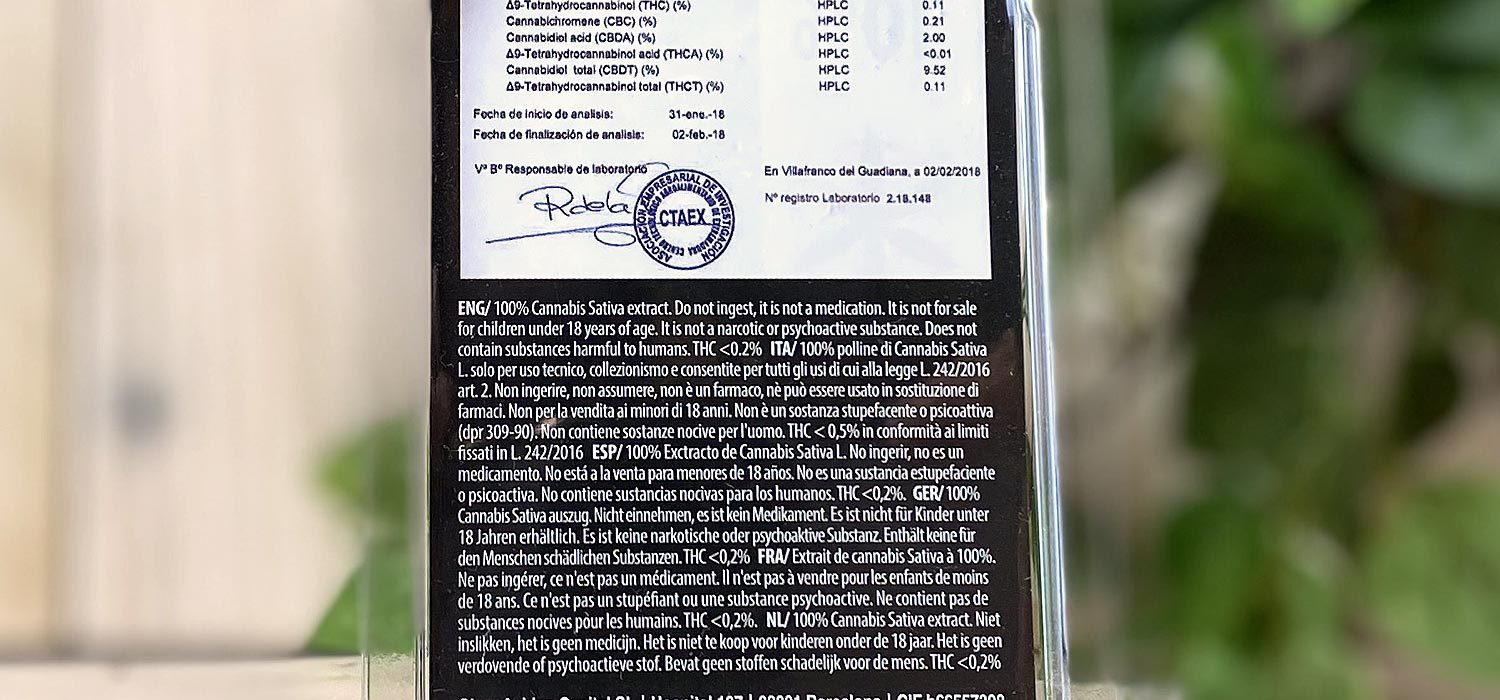 Δ9-Tetrahydrocannabinol (THC) (%) HPLC 0.11
Cannabichromene (CBC) (%) HPLC 0.21
Cannabidiol acid (CBDA) (%) HPLC 2.00
Δ9-Tetrahydrocannabinol acid (THCA) (%) HPLC <0.01
Cannabidiol total (CBDT) (%) HPLC 9.52
Δ9-Tetrahydrocannabinol total (THCT) (%) HPLC 0.11
Fecha de inicio de analisis: 31-ene.-18
Fecha de finalización de analisis: 02-feb.-18
Vª Bº Responsable de laboratorio
En Villafranco del Guadiana, a 02/02/2018
Nº registro Laboratorio 2.18.148
ASOCIACIÓN EMPRESARIAL DE INVESTIGACIÓN
CENTRO TECNOLÓGICO AGROALIMENTARIO DE EXTREMADURA
CTAEX
ENG/ 100% Cannabis Sativa extract. Do not ingest, it is not a medication. It is not for sale
for children under 18 years of age. It is not a narcotic or psychoactive substance. Does not
contain substances harmful to humans. THC <0.2% ITA/ 100% polline di Cannabis Sativa
L. solo per uso tecnico, collezionismo e consentite per tutti gli usi di cui alla legge L. 242/2016
art. 2. Non ingerire, non assumere, non è un farmaco, nè può essere usato in sostituzione di
farmaci. Non per la vendita ai minori di 18 anni. Non è un sostanza stupefacente o psicoattiva
(dpr 309-90). Non contiene sostanze nocive per l'uomo. THC < 0,5% in conformità ai limiti
fissati in L. 242/2016 ESP/ 100% Exctracto de Cannabis Sativa L. No ingerir, no es un
medicamento. No está a la venta para menores de 18 años. No es una sustancia estupefaciente
o psicoactiva. No contiene sustancias nocivas para los humanos. THC <0,2%. GER/ 100%
Cannabis Sativa auszug. Nicht einnehmen, es ist kein Medikament. Es ist nicht für Kinder unter
18 Jahren erhältlich. Es ist keine narkotische oder psychoaktive Substanz. Enthält keine für
den Menschen schädlichen Substanzen. THC <0,2% FRA/ Extrait de cannabis Sativa à 100%.
Ne pas ingérer, ce n'est pas un médicament. Il n'est pas à vendre pour les enfants de moins
de 18 ans. Ce n'est pas un stupéfiant ou une substance psychoactive. Ne contient pas de
substances nocives pòur les humains. THC <0,2%. NL/ 100% Cannabis Sativa extract. Niet
inslikken, het is geen medicijn. Het is niet te koop voor kinderen onder de 18 jaar. Het is geen
verdovende of psychoactieve stof. Bevat geen stoffen schadelijk voor de mens. THC <0,2%